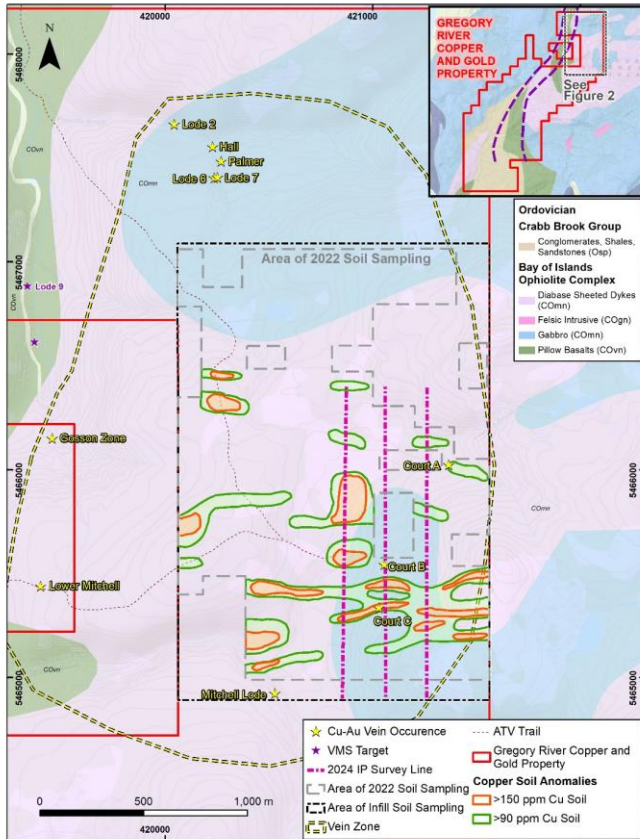 420000
421000
N
5468000
5467000
5466000
5465000
5466000
5465000
GREGORY
RIVER
COPPER
AND GOLD
PROPERTY
See
Figure 2
Lode 2
Hall
Palmer
Lode 6
Lode 7
COvn
COmn
Area of 2022 Soil Sampling
Lode 9
COvn
Gosson Zone
Court A
COmn
Court B
Lower Mitchell
Court C
Mitchell Lode
COvn
Ordovician
Crabb Brook Group
Conglomerates, Shales,
Sandstones (Osp)
Bay of Islands
Ophiolite Complex
Diabase Sheeted Dykes
(COmn)
Felsic Intrusive (COgn)
Gabbro (COmn)
Pillow Basalts (COvn)
Cu-Au Vein Occurence
VMS Target
2024 IP Survey Line
Area of 2022 Soil Sampling
Area of Infill Soil Sampling
Vein Zone
ATV Trail
Gregory River Copper and
Gold Property
Copper Soil Anomalies
>150 ppm Cu Soil
>90 ppm Cu Soil
0
500
1,000 m
420000